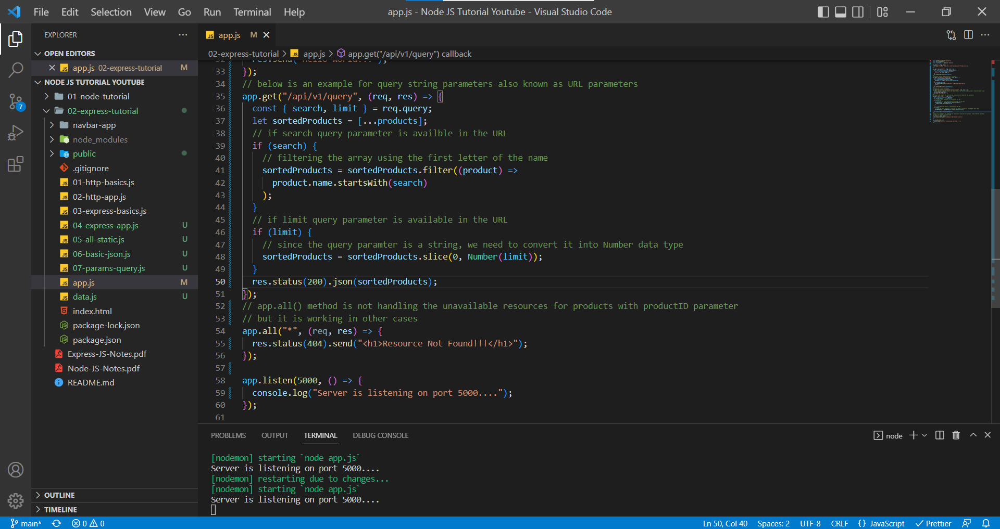 File Edit Selection View Go Run Terminal Help
app.js - Node JS Tutorial Youtube - Visual Studio Code
EXPLORER
OPEN EDITORS
app.js 02-express-tutorial M
NODE JS TUTORIAL YOUTUBE
01-node-tutorial
02-express-tutorial
navbar-app
node_modules
public
.gitignore
01-http-basics.js
02-http-app.js
03-express-basics.js
04-express-app.js U
05-all-static.js U
06-basic-json.js U
07-params-query.js U
app.js M
data.js U
index.html
package-lock.json
package.json
Express-JS-Notes.pdf
Node-JS-Notes.pdf
README.md
OUTLINE
TIMELINE
7
app.js M
02-express-tutorial > app.js > app.get("/api/v1/query") callback
33 });
34 // below is an example for query string parameters also known as URL parameters
35 app.get("/api/v1/query", (req, res) => {
36 const { search, limit } = req.query;
37 let sortedProducts = [...products];
38 // if search query parameter is availble in the URL
39 if (search) {
40 // filtering the array using the first letter of the name
41 sortedProducts = sortedProducts.filter((product) =>
42 product.name.startsWith(search)
43 );
44 }
45 // if limit query parameter is available in the URL
46 if (limit) {
47 // since the query paramter is a string, we need to convert it into Number data type
48 sortedProducts = sortedProducts.slice(0, Number(limit));
49 }
50 res.status(200).json(sortedProducts);
51 });
52 // app.all() method is not handling the unavailable resources for products with productID parameter
53 // but it is working in other cases
54 app.all("*", (req, res) => {
55 res.status(404).send("<h1>Resource Not Found!!!</h1>");
56 });
57
58 app.listen(5000, () => {
59 console.log("Server is listening on port 5000....");
60 });
61
PROBLEMS OUTPUT TERMINAL DEBUG CONSOLE
node
[nodemon] starting `node app.js`
Server is listening on port 5000....
[nodemon] restarting due to changes...
[nodemon] starting `node app.js`
Server is listening on port 5000....
main* 0 0
Ln 50, Col 40 Spaces: 2 UTF-8 CRLF {} JavaScript Prettier